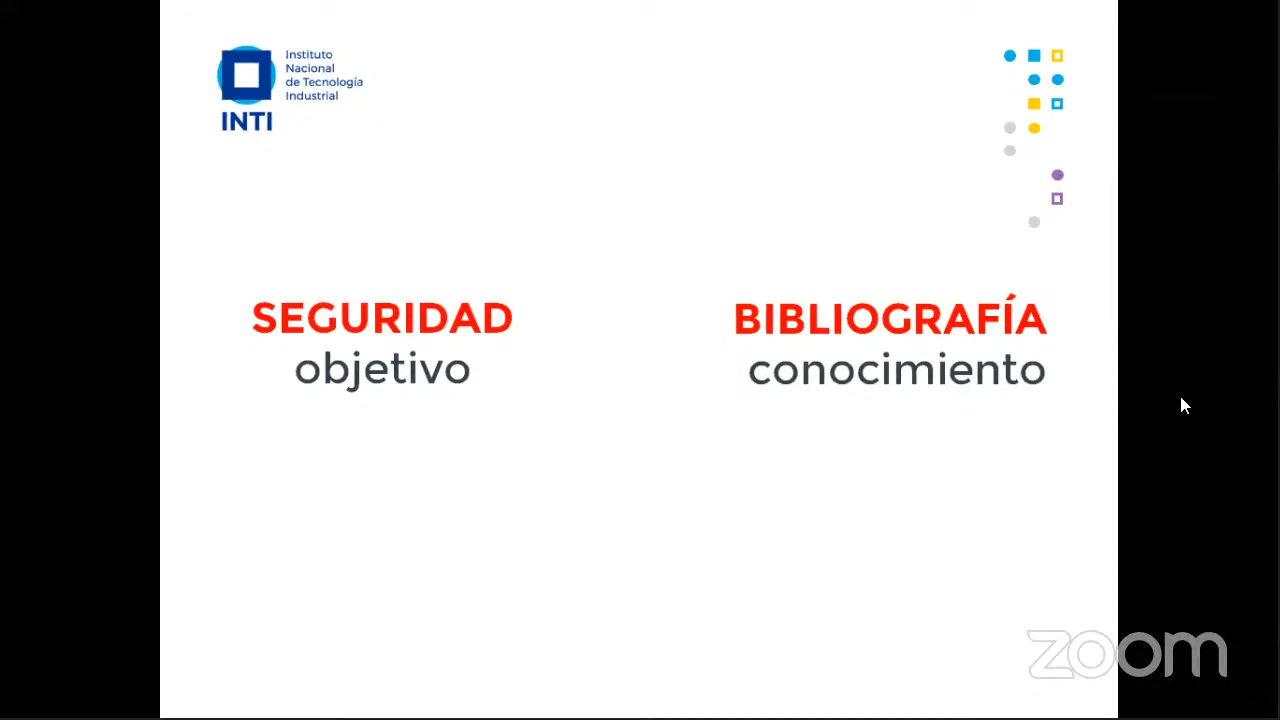 Instituto
Nacional
de Tecnología
Industrial
INTI
SEGURIDAD
objetivo
BIBLIOGRAFÍA
conocimiento
zoom